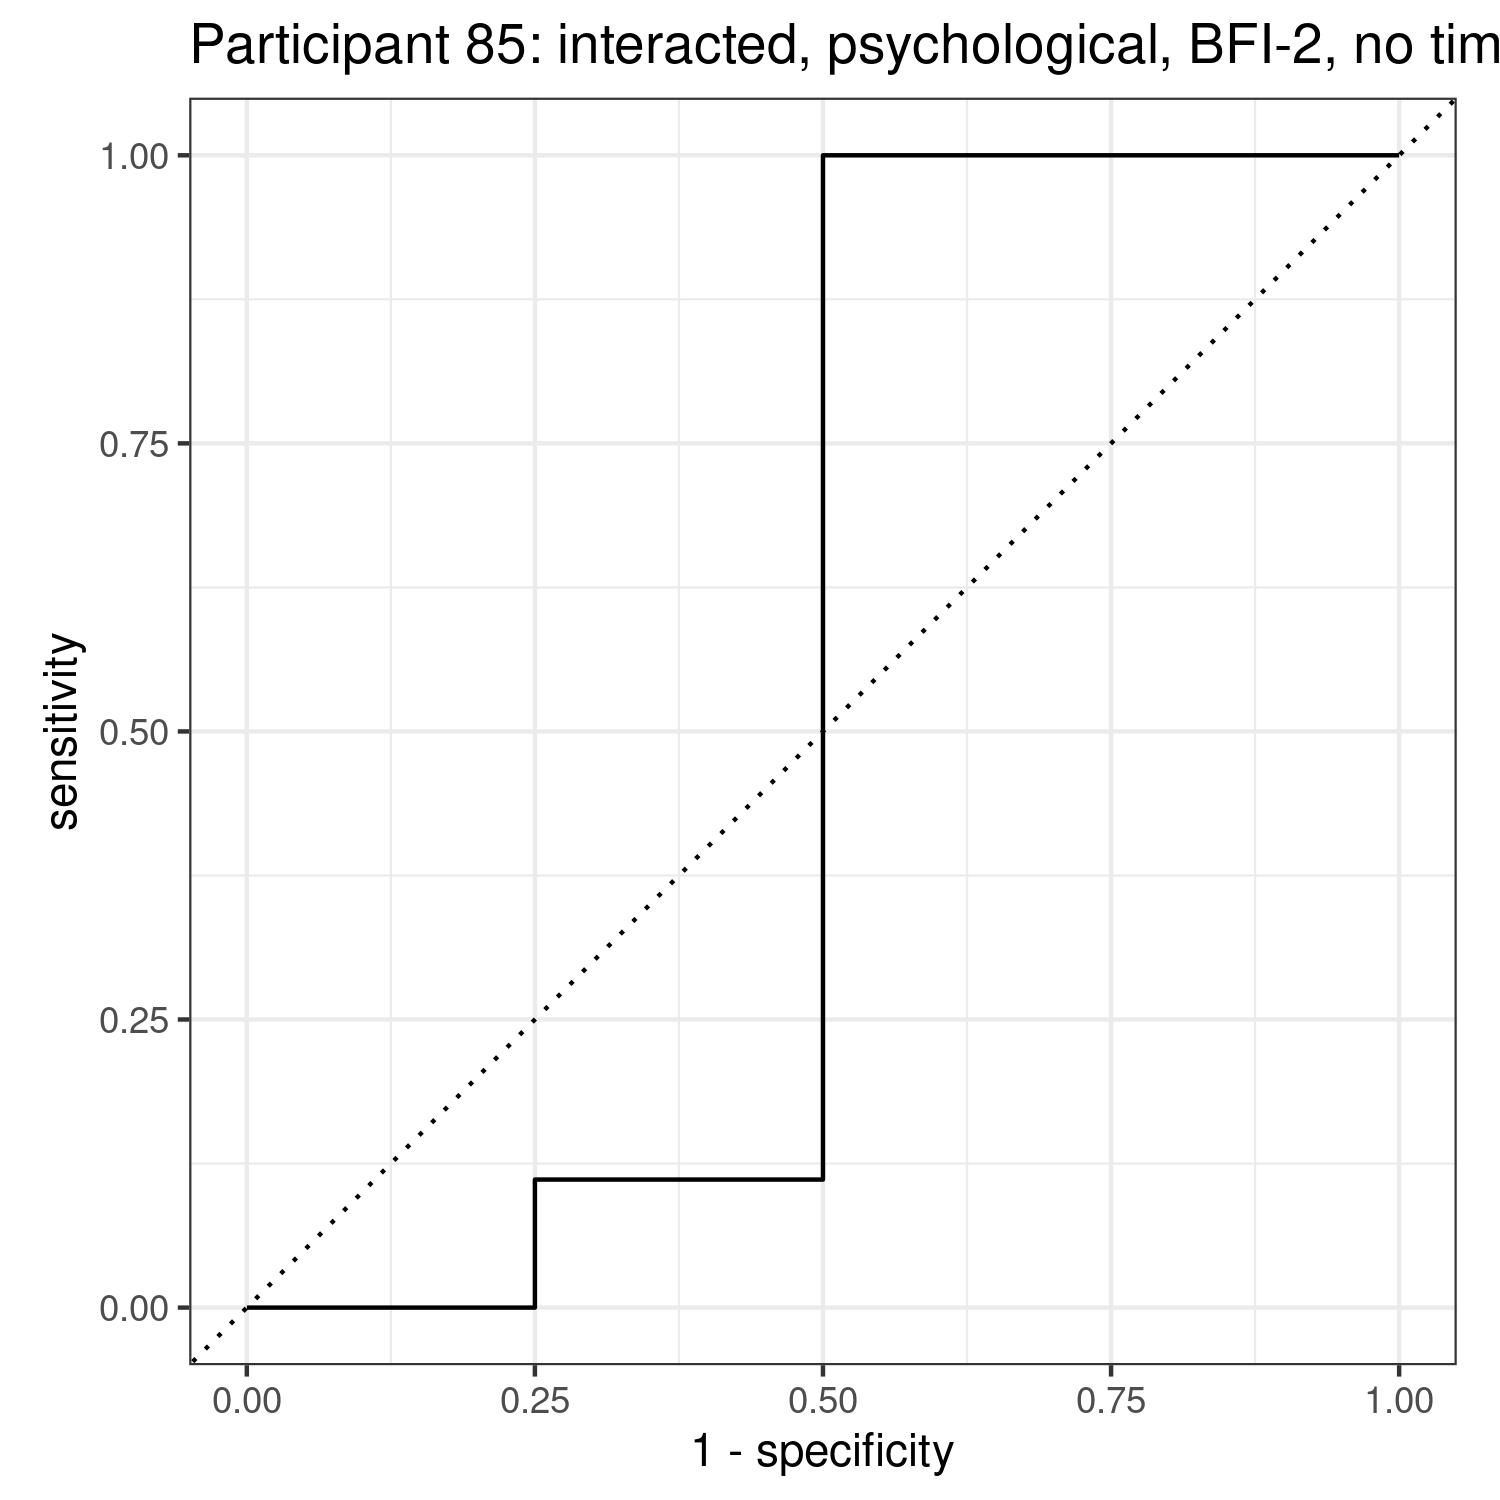 Participant 85: interacted, psychological, BFI-2, no tim
1.00
0.75
0.50
0.25
0.00
sensitivity
0.00 0.25 0.50 0.75 1.00
1 - specificity